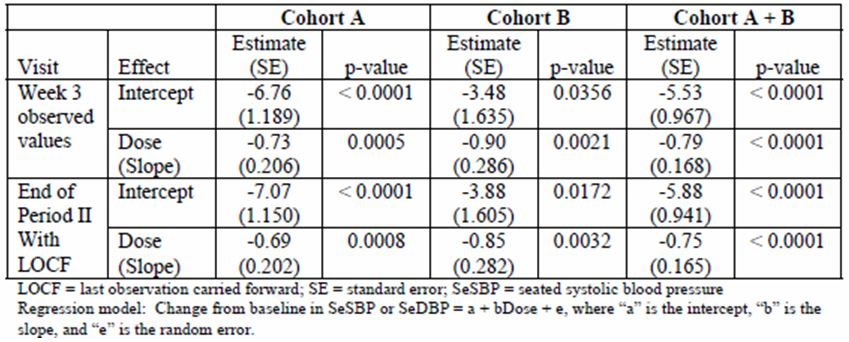 Cohort A Cohort B Cohort A + B
Visit Effect Estimate (SE) p-value Estimate (SE) p-value Estimate (SE) p-value
Week 3 observed values Intercept -6.76 (1.189) < 0.0001 -3.48 (1.635) 0.0356 -5.53 (0.967) < 0.0001
Dose (Slope) -0.73 (0.206) 0.0005 -0.90 (0.286) 0.0021 -0.79 (0.168) < 0.0001
End of Period II With LOCF Intercept -7.07 (1.150) < 0.0001 -3.88 (1.605) 0.0172 -5.88 (0.941) < 0.0001
Dose (Slope) -0.69 (0.202) 0.0008 -0.85 (0.282) 0.0032 -0.75 (0.165) < 0.0001
LOCF = last observation carried forward; SE = standard error; SeSBP = seated systolic blood pressure
Regression model: Change from baseline in SeSBP or SeDBP = a + bDose + e, where “a” is the intercept, “b” is the
slope, and “e” is the random error.